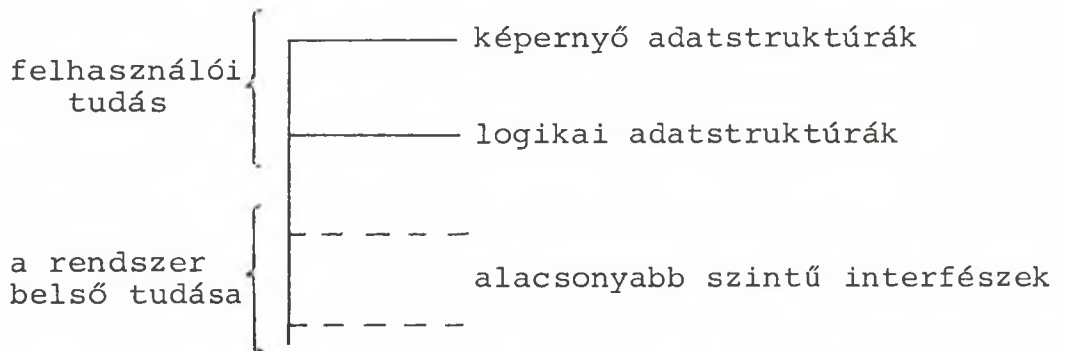 képernyő adatstruktúrák
felhasználói
tudás
logikai adatstruktúrák
a rendszer
belső tudása
alacsonyabb szintű interfészek